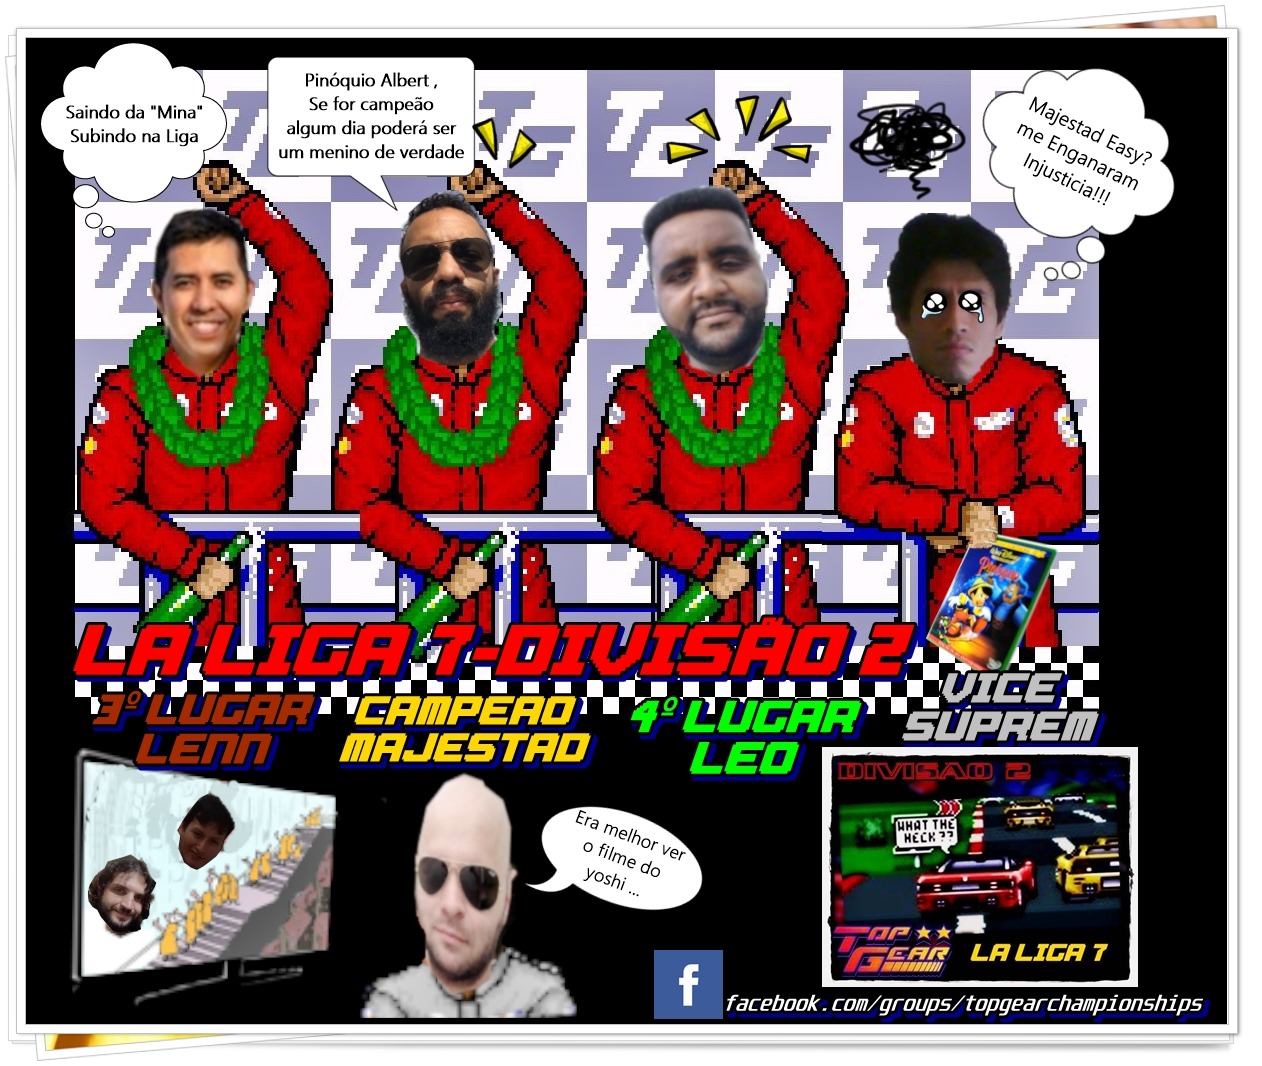 Saindo da "Mina"
Subindo na Liga
Pinóquio Albert ,
Se for campeão
algum dia poderá ser
um menino de verdade
Majestad Easy?
me Enganaram
Injusticia!!!
LA LIGA 7-DIVISÃO 2
3º LUGAR
LENN
CAMPEAO
MAJESTAD
4º LUGAR
LEO
VICE
SUPREM
Era melhor ver
o filme do
yoshi ...
DIVISAO 2
WHAT THE
HECK??
TOP
GEAR
LA LIGA 7
f
facebook.com/groups/topgearchampionships